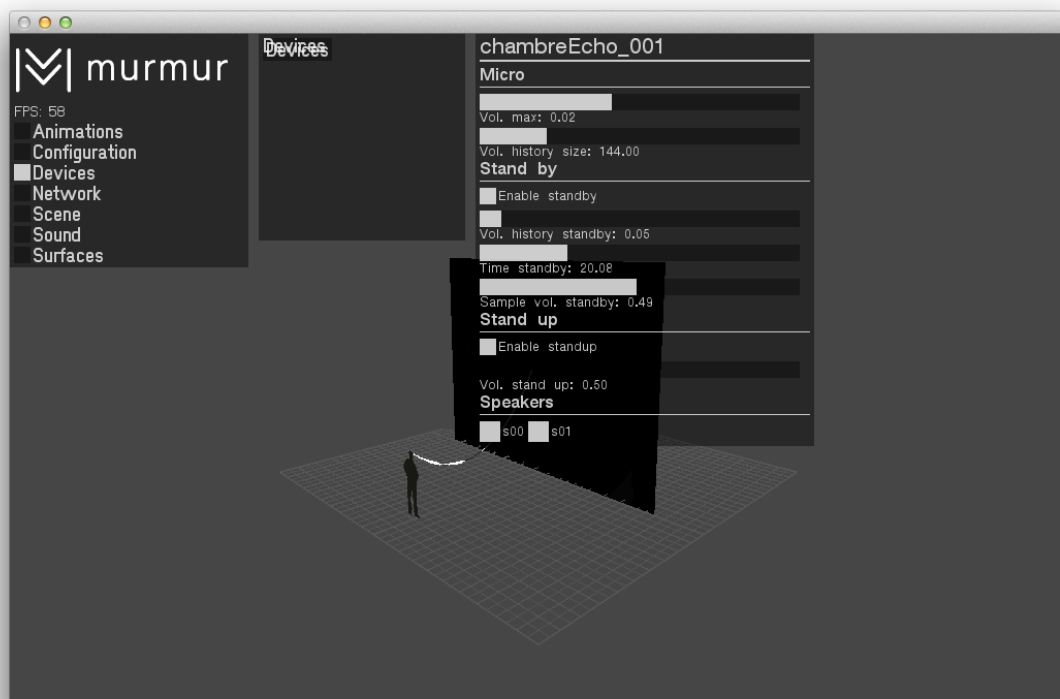 murmur
FPS: 58
Animations
Configuration
Devices
Network
Scene
Sound
Surfaces
Devices
Devices
chambreEcho_001
Micro
Vol. max: 0.02
Vol. history size: 144.00
Stand by
Enable standby
Vol. history standby: 0.05
Time standby: 20.08
Sample vol. standby: 0.49
Stand up
Enable standup
Vol. stand up: 0.50
Speakers
s00 s01